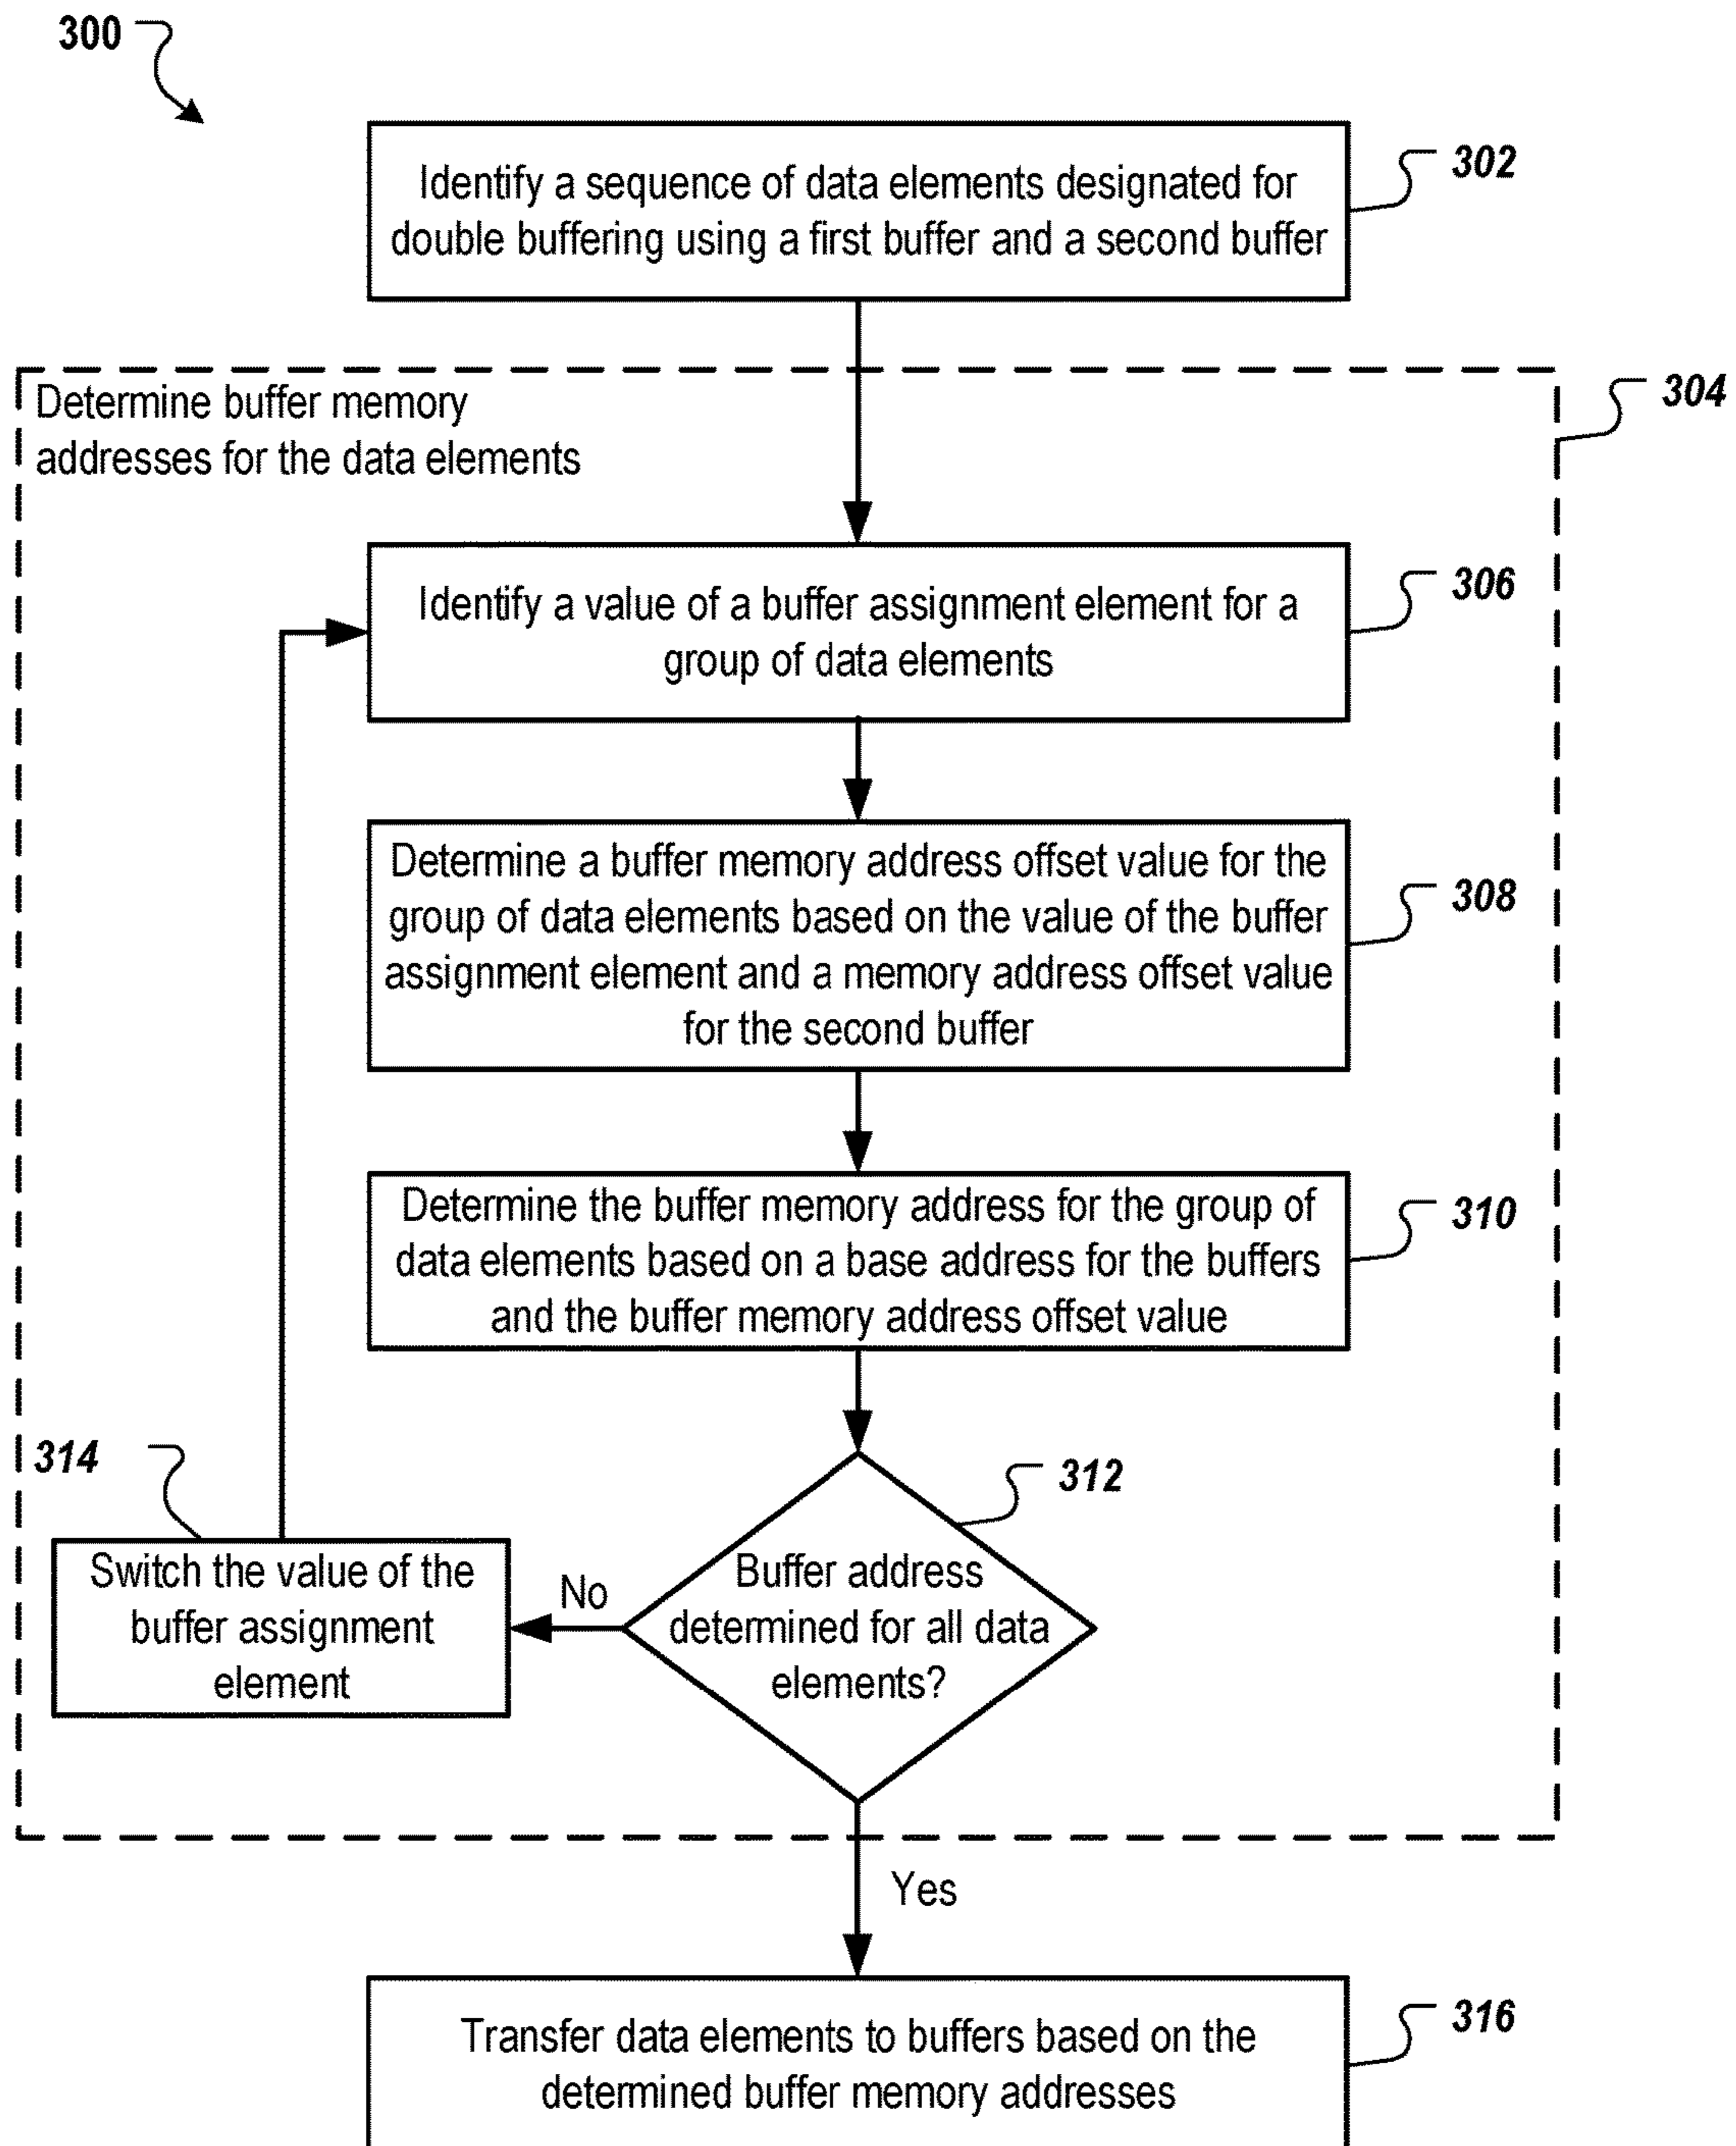 300
Identify a sequence of data elements designated for
double buffering using a first buffer and a second buffer
302
Determine buffer memory
addresses for the data elements
304
Identify a value of a buffer assignment element for a
group of data elements
306
Determine a buffer memory address offset value for the
group of data elements based on the value of the buffer
assignment element and a memory address offset value
for the second buffer
308
Determine the buffer memory address for the group of
data elements based on a base address for the buffers
and the buffer memory address offset value
310
314
312
Switch the value of the
buffer assignment
element
No
Buffer address
determined for all data
elements?
Yes
Transfer data elements to buffers based on the
determined buffer memory addresses
316